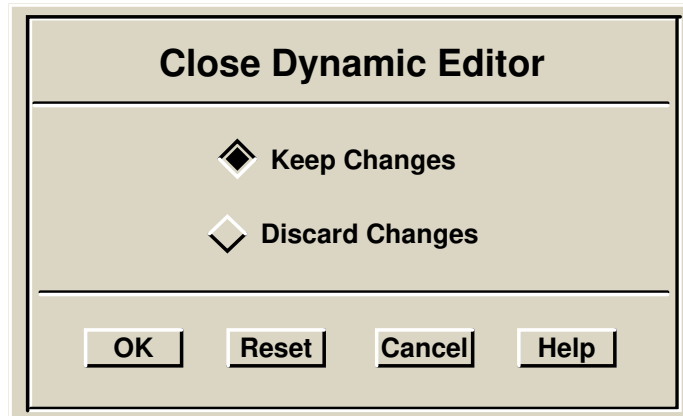 Close Dynamic Editor
Keep Changes
Discard Changes
OK Reset Cancel Help